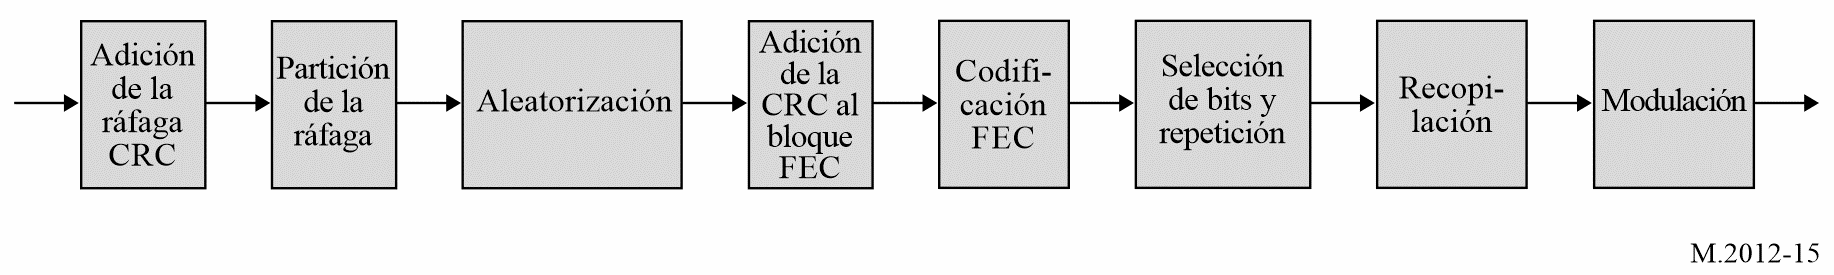 Adición
de la
ráfaga
CRC
Partición
de la
ráfaga
Aleatorización
Adición
de la
CRC al
bloque
FEC
Codifi-
cación
FEC
Selección
de bits y
repetición
Recopi-
lación
Modulación
M.2012-15